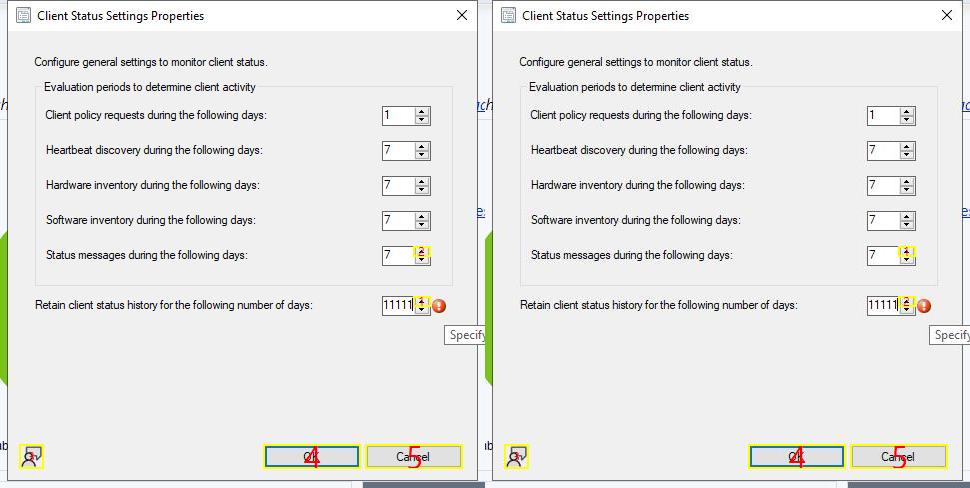 Client Status Settings Properties
Configure general settings to monitor client status.
Evaluation periods to determine client activity
Client policy requests during the following days: 1
Heartbeat discovery during the following days: 7
Hardware inventory during the following days: 7
Software inventory during the following days: 7
Status messages during the following days: 7
Retain client status history for the following number of days: 11111
Specify
4
5 Cancel
Client Status Settings Properties
Configure general settings to monitor client status.
Evaluation periods to determine client activity
Client policy requests during the following days: 1
Heartbeat discovery during the following days: 7
Hardware inventory during the following days: 7
Software inventory during the following days: 7
Status messages during the following days: 7
Retain client status history for the following number of days: 11111
Specify
4
5 Cancel